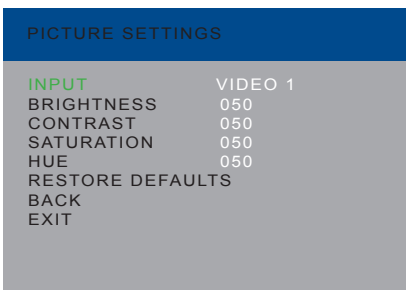 PICTURE SETTINGS
INPUT VIDEO 1
BRIGHTNESS 050
CONTRAST 050
SATURATION 050
HUE 050
RESTORE DEFAULTS
BACK
EXIT